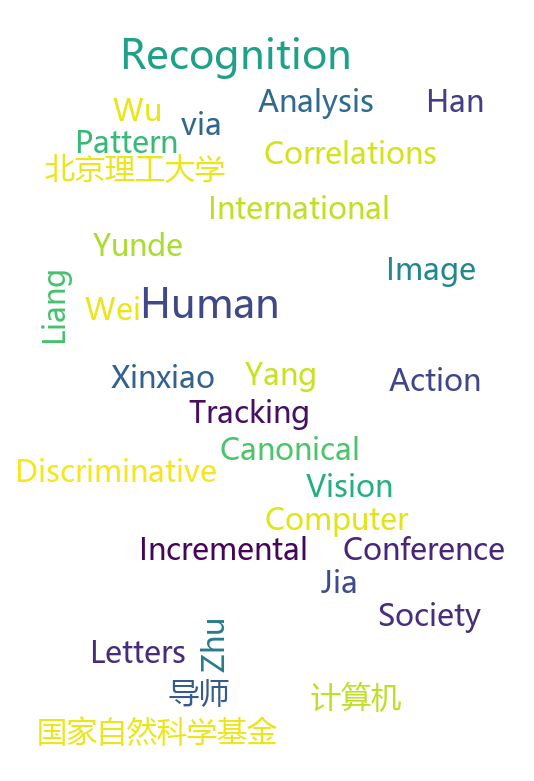 Recognition
Wu via Analysis Han
Pattern
北京理工大学 Correlations
International
Yunde
Image
Liang
Wei Human
Xinxiao Yang Action
Tracking
Canonical
Discriminative
Vision
Computer
Incremental Conference
Jia
Society
Letters Zhu
导师 计算机
国家自然科学基金